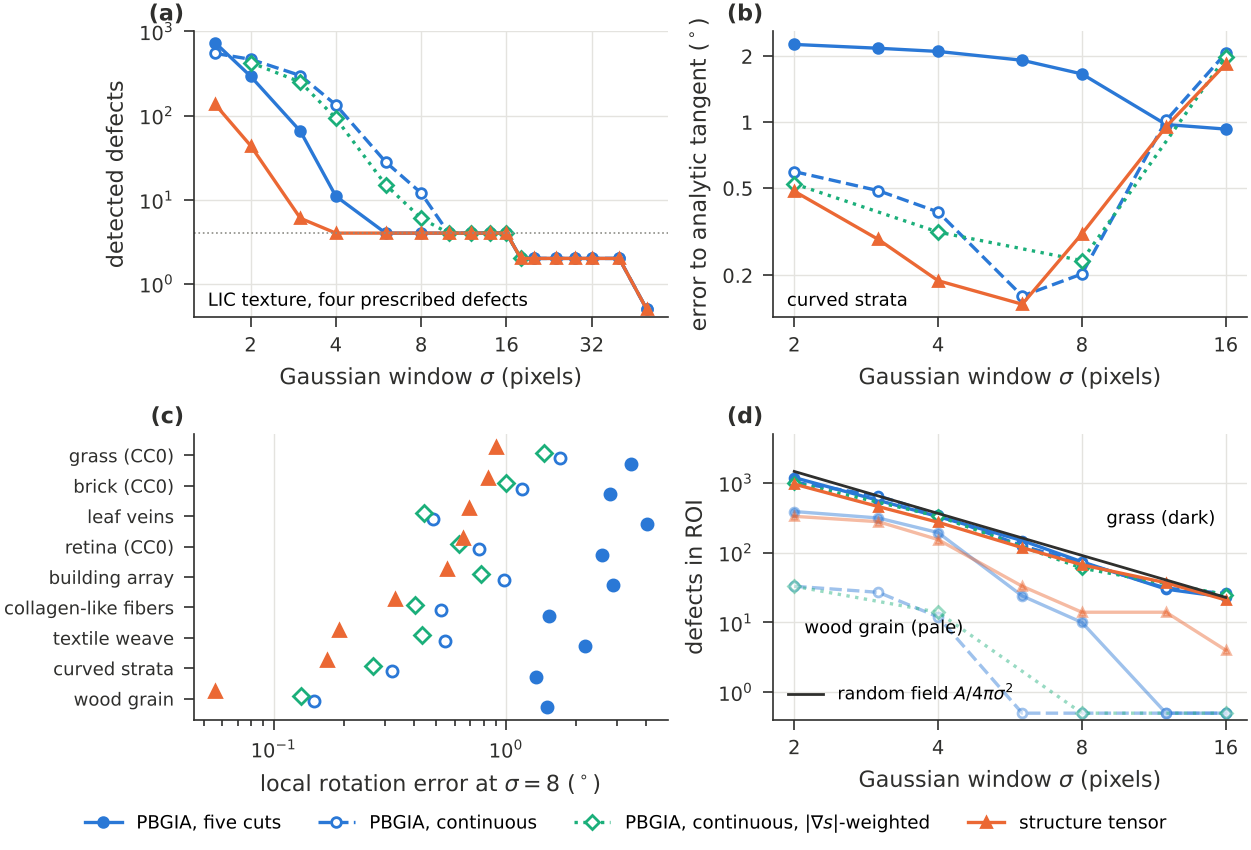 (a)
detected defects
10³
10²
10¹
10⁰
LIC texture, four prescribed defects
2 4 8 16 32
Gaussian window σ (pixels)
(b)
error to analytic tangent (°)
2
1
0.5
0.2
curved strata
2 4 8 16
Gaussian window σ (pixels)
(c)
grass (CC0)
brick (CC0)
leaf veins
retina (CC0)
building array
collagen-like fibers
textile weave
curved strata
wood grain
10⁻¹ 10⁰
local rotation error at σ = 8 (°)
(d)
defects in ROI
10³
10²
10¹
10⁰
grass (dark)
wood grain (pale)
random field A/4πσ²
2 4 8 16
Gaussian window σ (pixels)
PBGIA, five cuts PBGIA, continuous PBGIA, continuous, |∇s|-weighted structure tensor